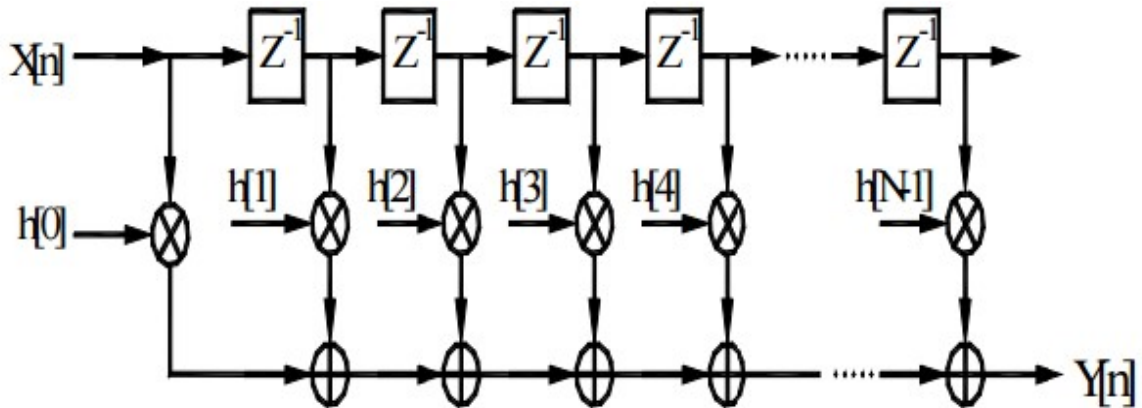 X[n] Z⁻¹ Z⁻¹ Z⁻¹ Z⁻¹ Z⁻¹
h[0] h[1] h[2] h[3] h[4] h[N-1]
Y[n]